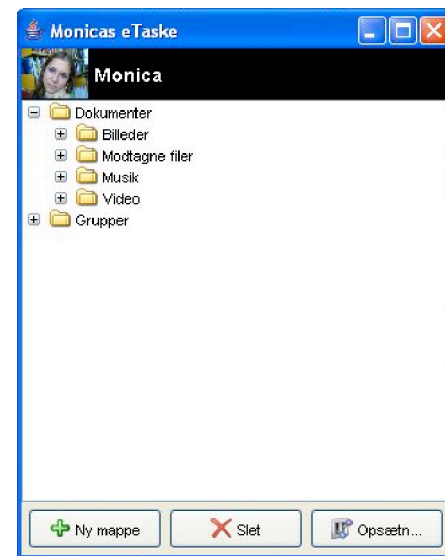 Monicas eTaske
Monica
Dokumenter
Billeder
Modtagne filer
Musik
Video
Grupper
Ny mappe
Slet
Opsætn...